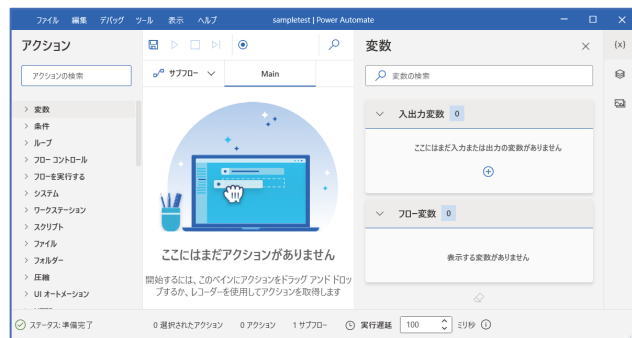 ファイル 編集 デバッグ ツール 表示 ヘルプ sampletest | Power Automate
アクション
アクションの検索
変数
条件
ループ
フロー コントロール
フローを実行する
システム
ワークステーション
スクリプト
ファイル
フォルダー
圧縮
UI オートメーション
サブフロー Main
ここにはまだアクションがありません
開始するには、このペインにアクションをドラッグ アンド ドロッ
プするか、レコーダーを使用してアクションを取得します
変数
変数の検索
入出力変数 0
ここにはまだ入力または出力の変数がありません
フロー変数 0
表示する変数がありません
{x}
ステータス: 準備完了 0 選択されたアクション 0 アクション 1 サブフロー 実行遅延 100 ミリ秒